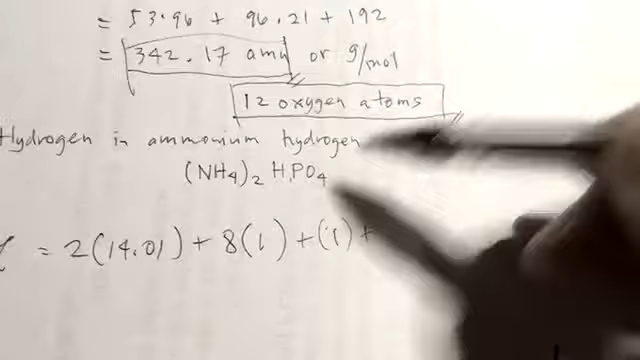 = 53.96 + 96.21 + 192
= 342.17 amu or g/mol
12 oxygen atoms
Hydrogen in ammonium hydrogen
(NH4)2 HPO4
= 2(14.01) + 8(1) + (1) +